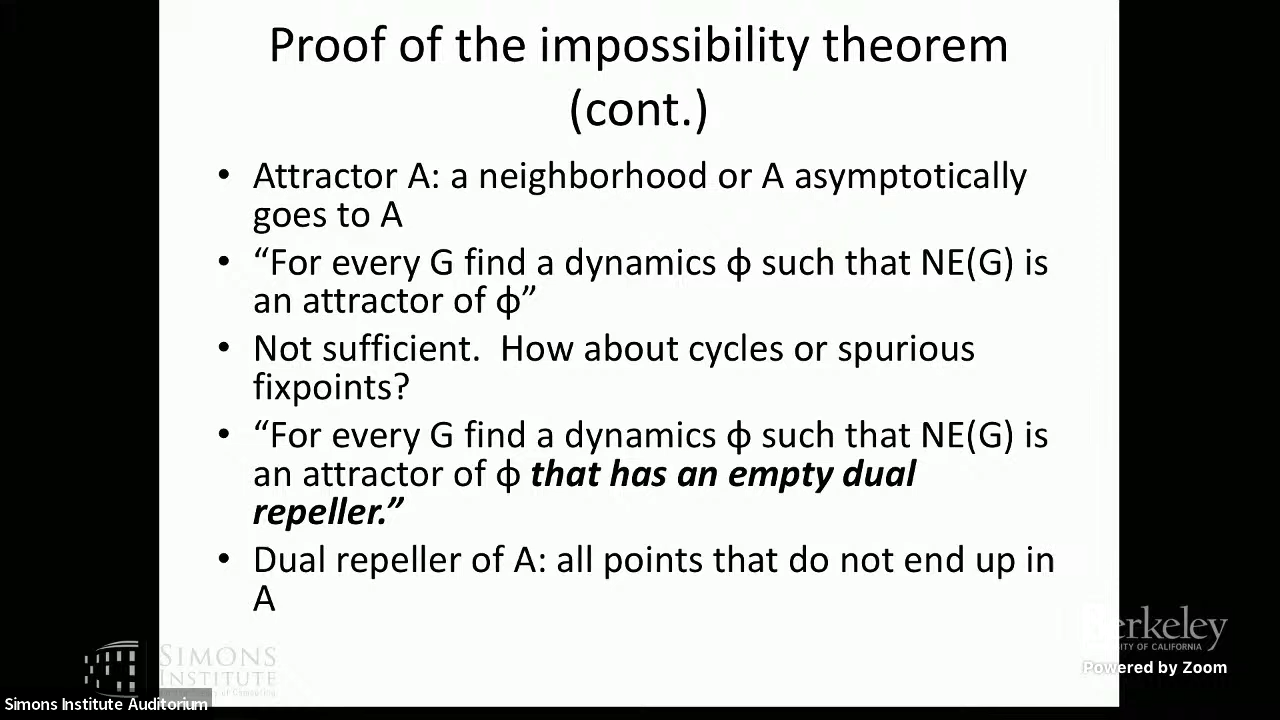 Proof of the impossibility theorem
(cont.)
• Attractor A: a neighborhood or A asymptotically
goes to A
• “For every G find a dynamics ϕ such that NE(G) is
an attractor of ϕ”
• Not sufficient.  How about cycles or spurious
fixpoints?
• “For every G find a dynamics ϕ such that NE(G) is
an attractor of ϕ that has an empty dual
repeller.”
• Dual repeller of A: all points that do not end up in
A
SIMONS
INSTITUTE
Berkeley
OF CALIFORNIA
Powered by Zoom
Simons Institute Auditorium